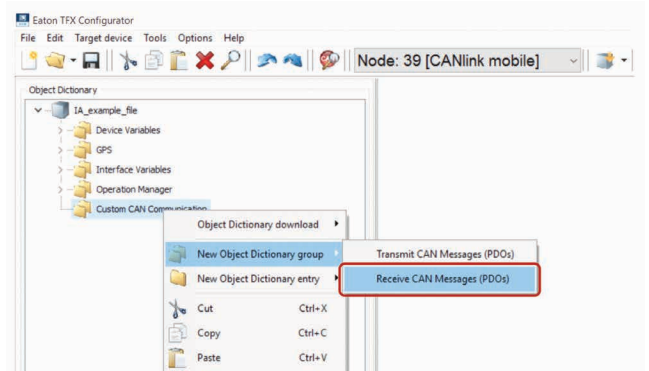 Eaton TFX Configurator
File Edit Target device Tools Options Help
Node: 39 [CANlink mobile]
Object Dictionary
IA_example_file
Device Variables
GPS
Interface Variables
Operation Manager
Custom CAN Communication
Object Dictionary download
New Object Dictionary group
Transmit CAN Messages (PDOs)
New Object Dictionary entry
Receive CAN Messages (PDOs)
Cut Ctrl+X
Copy Ctrl+C
Paste Ctrl+V